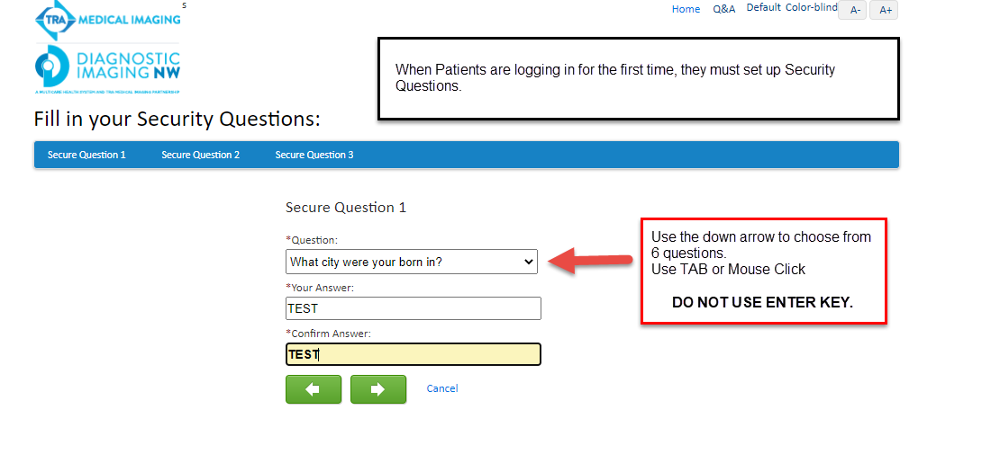 s
TRA MEDICAL IMAGING
Home Q&A Default Color-blind A- A+
DIAGNOSTIC
IMAGING NW
A MULTICARE HEALTH SYSTEM AND TRA MEDICAL IMAGING PARTNERSHIP
When Patients are logging in for the first time, they must set up Security
Questions.
Fill in your Security Questions:
Secure Question 1 Secure Question 2 Secure Question 3
Secure Question 1
*Question:
What city were your born in?
*Your Answer:
TEST
*Confirm Answer:
TEST
Cancel
Use the down arrow to choose from
6 questions.
Use TAB or Mouse Click
DO NOT USE ENTER KEY.